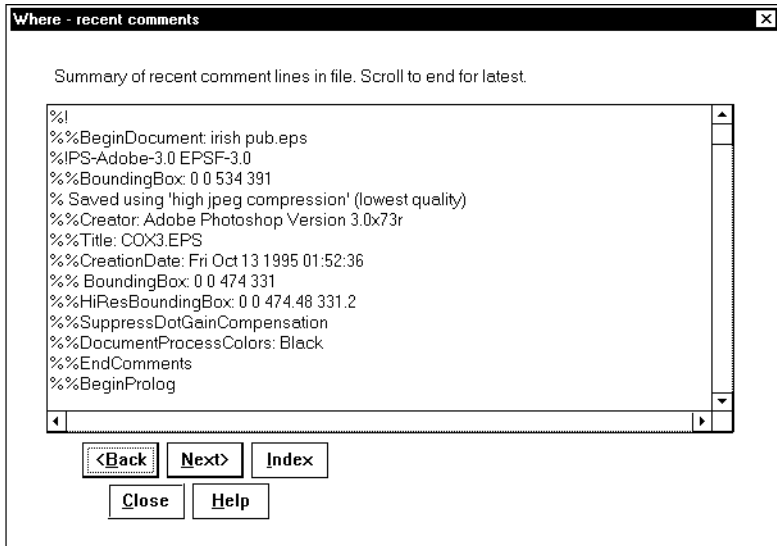 Where - recent comments
Summary of recent comment lines in file. Scroll to end for latest.
%!
%%BeginDocument: irish pub.eps
%!PS-Adobe-3.0 EPSF-3.0
%%BoundingBox: 0 0 534 391
% Saved using 'high jpeg compression' (lowest quality)
%%Creator: Adobe Photoshop Version 3.0x73r
%%Title: COX3.EPS
%%CreationDate: Fri Oct 13 1995 01:52:36
%% BoundingBox: 0 0 474 331
%%HiResBoundingBox: 0 0 474.48 331.2
%%SuppressDotGainCompensation
%%DocumentProcessColors: Black
%%EndComments
%%BeginProlog
<Back Next> Index
Close Help